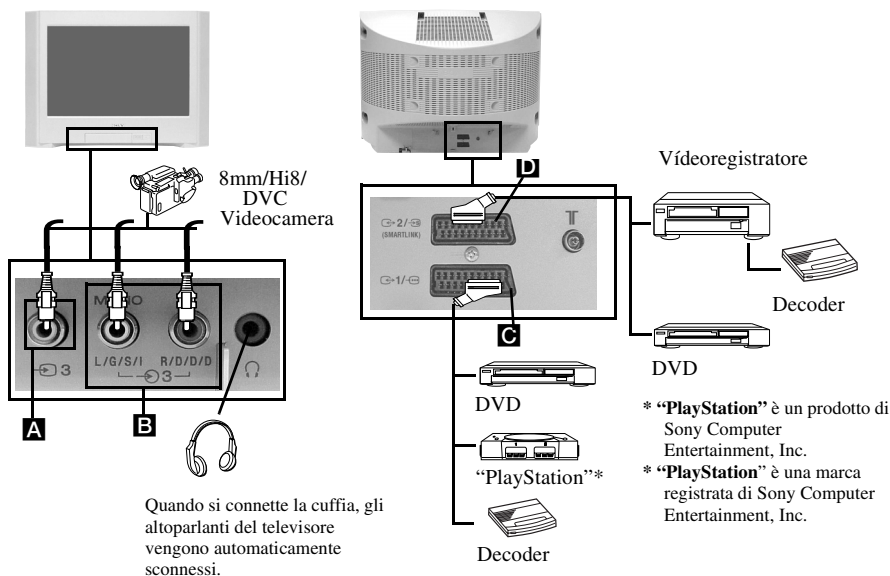 8mm/Hi8/
DVC
Videocamera
MONO
L/G/S/I
R/D/D/D
3
3
A
B
Quando si connette la cuffia, gli
altoparlanti del televisore
vengono automaticamente
sconnessi.
D
2/
(SMARTLINK)
1/
C
DVD
“PlayStation”*
Decoder
Vídeoregistratore
Decoder
DVD
* “PlayStation” è un prodotto di
Sony Computer
Entertainment, Inc.
* “PlayStation” è una marca
registrata di Sony Computer
Entertainment, Inc.